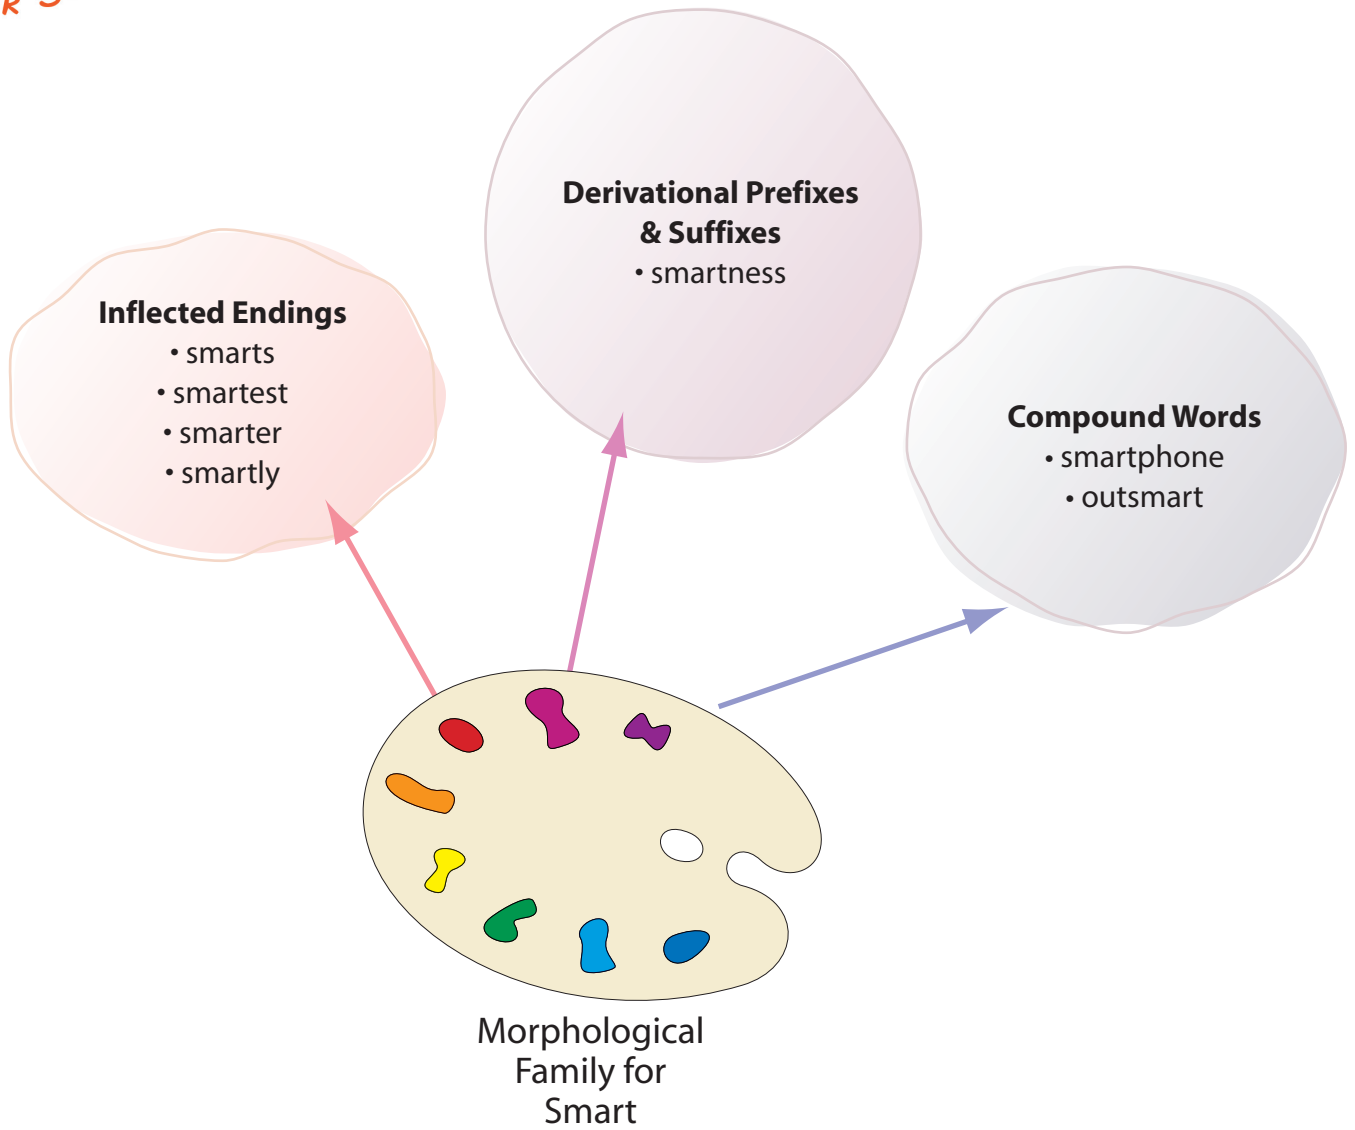 Derivational Prefixes
& Suffixes
• smartness
Inflected Endings
• smarts
• smartest
• smarter
• smartly
Compound Words
• smartphone
• outsmart
Morphological
Family for
Smart